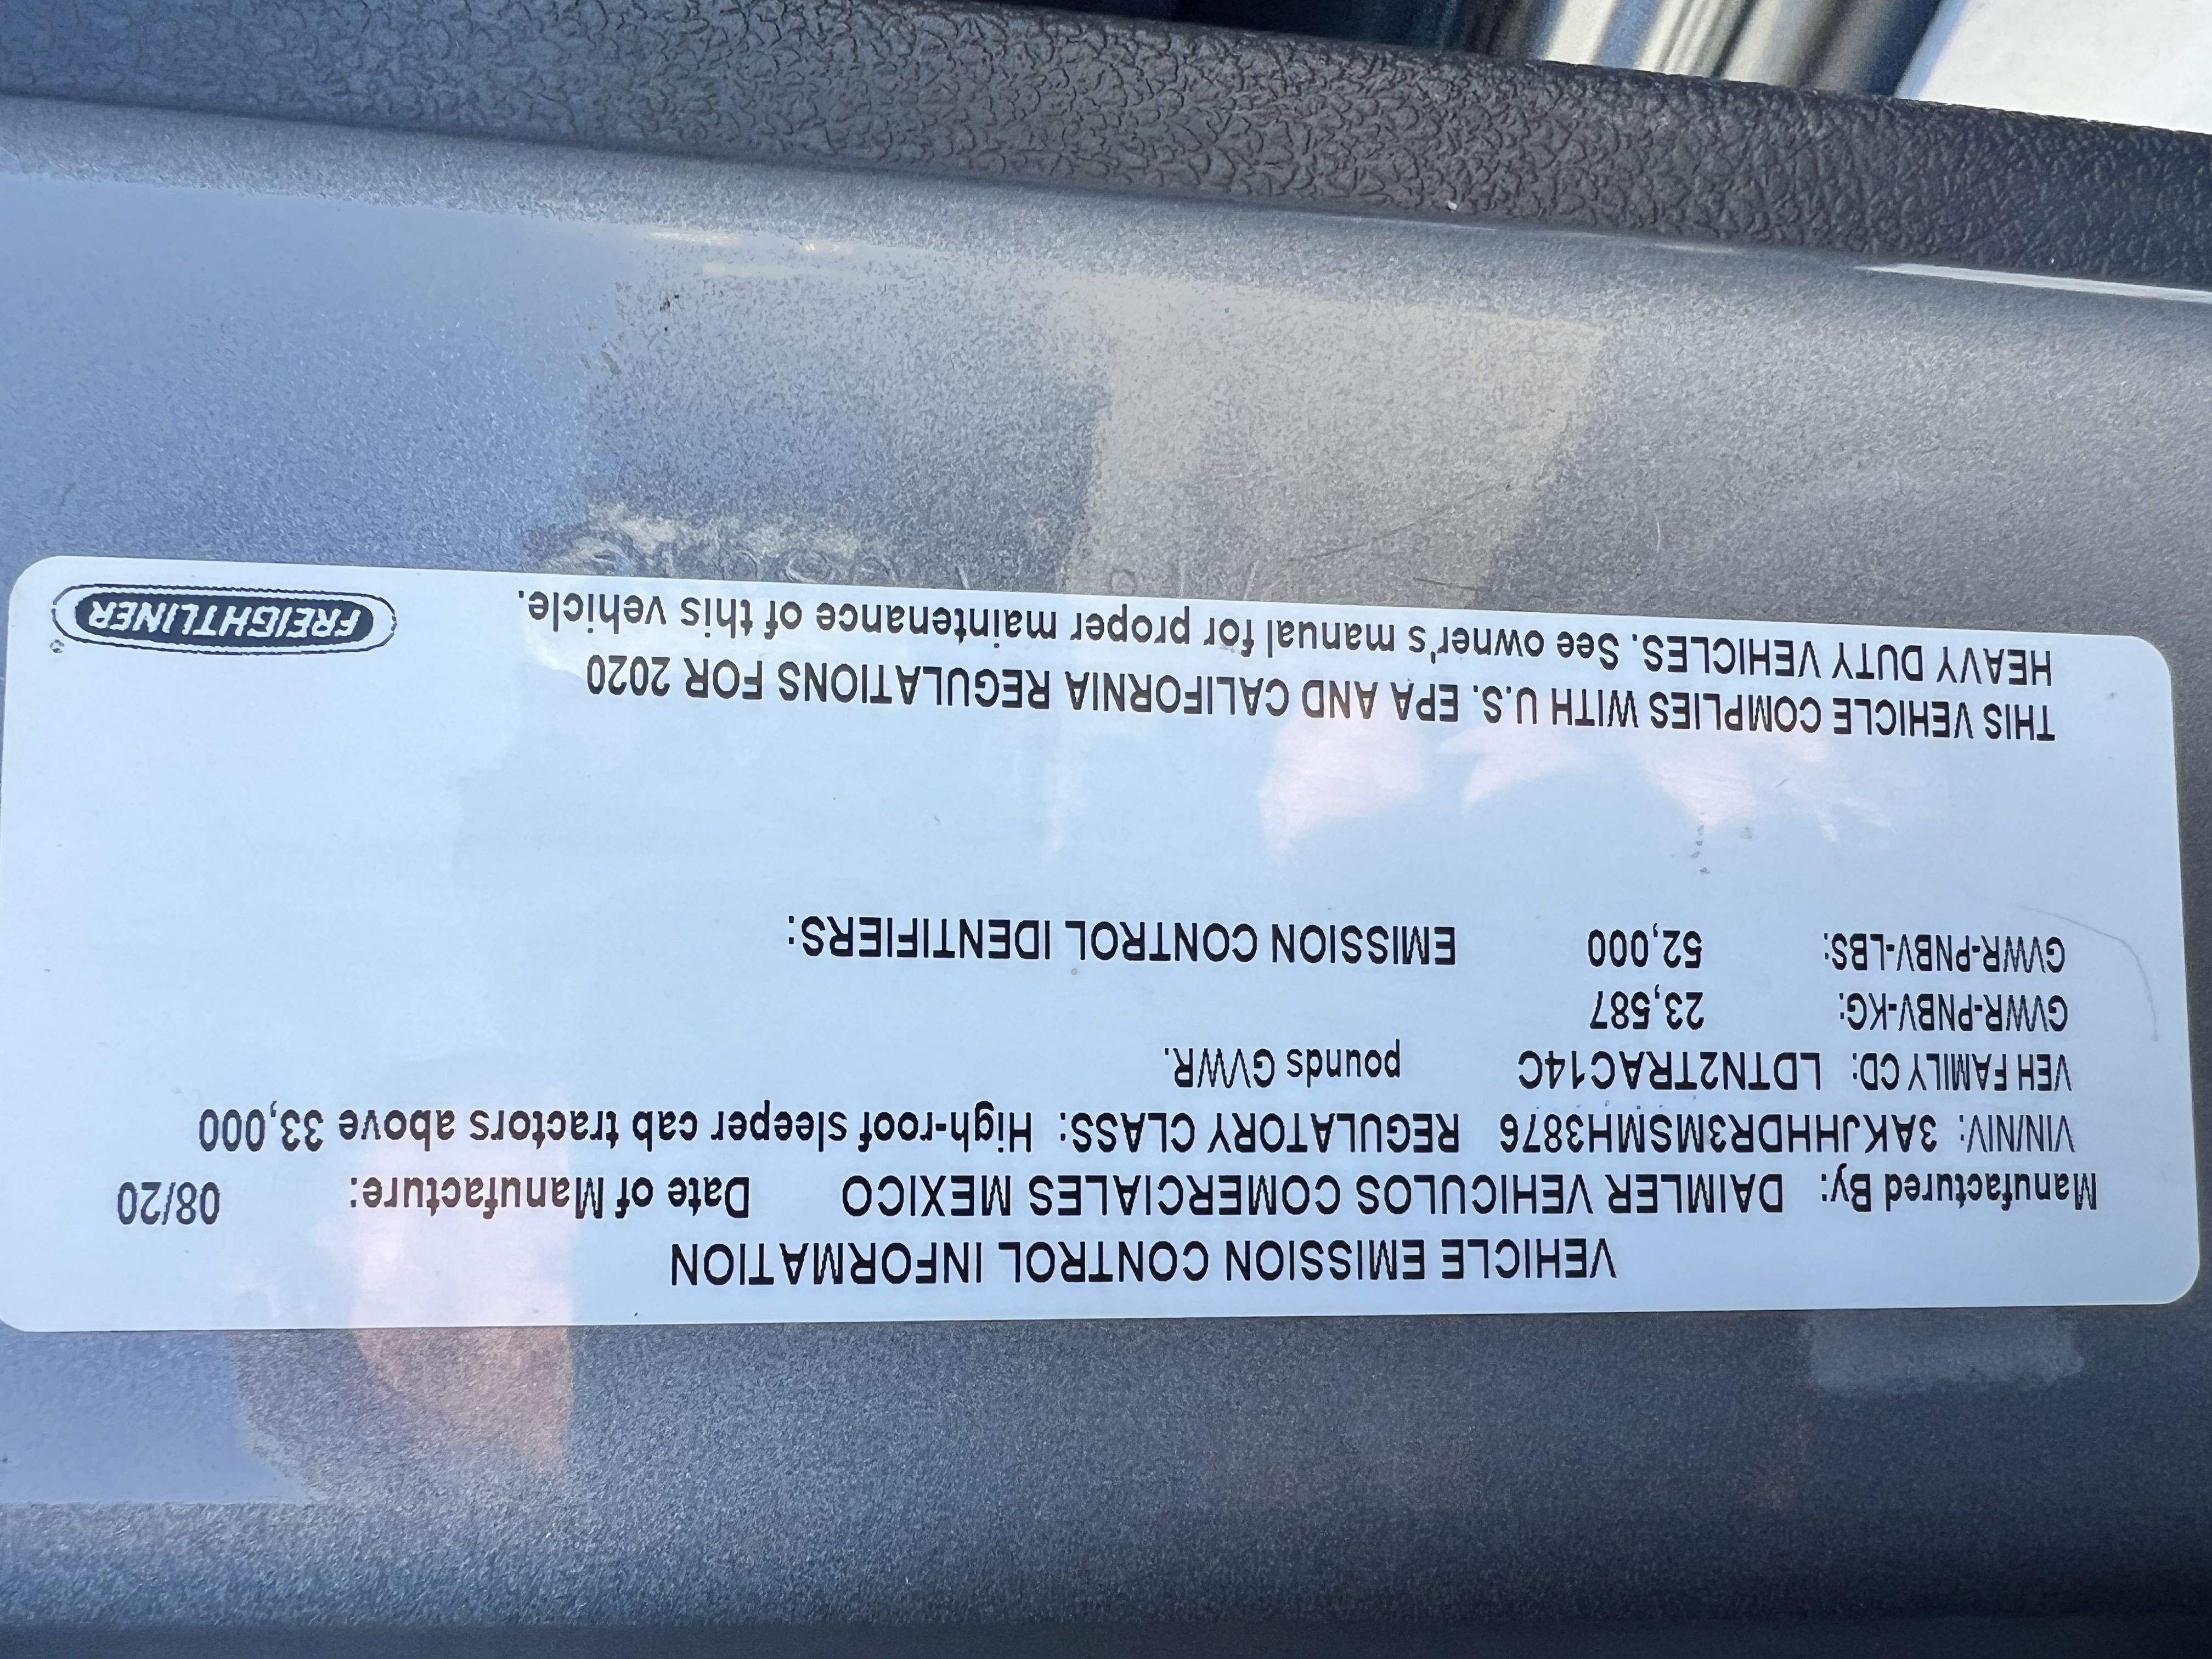 VEHICLE EMISSION CONTROL INFORMATION
Manufactured By: DAIMLER VEHICULOS COMERCIALES MEXICO Date of Manufacture: 08/20
VIN/NIV: 3AKJHHDR3MSMH3876 REGULATORY CLASS: High-roof sleeper cab tractors above 33,000
VEH FAMILY CD: LDTN2TRAC14C pounds GVWR.
GVWR-PNBV-KG: 23,587
GVWR-PNBV-LBS: 52,000 EMISSION CONTROL IDENTIFIERS:
THIS VEHICLE COMPLIES WITH U.S. EPA AND CALIFORNIA REGULATIONS FOR 2020
HEAVY DUTY VEHICLES. See owner's manual for proper maintenance of this vehicle.
FREIGHTLINER